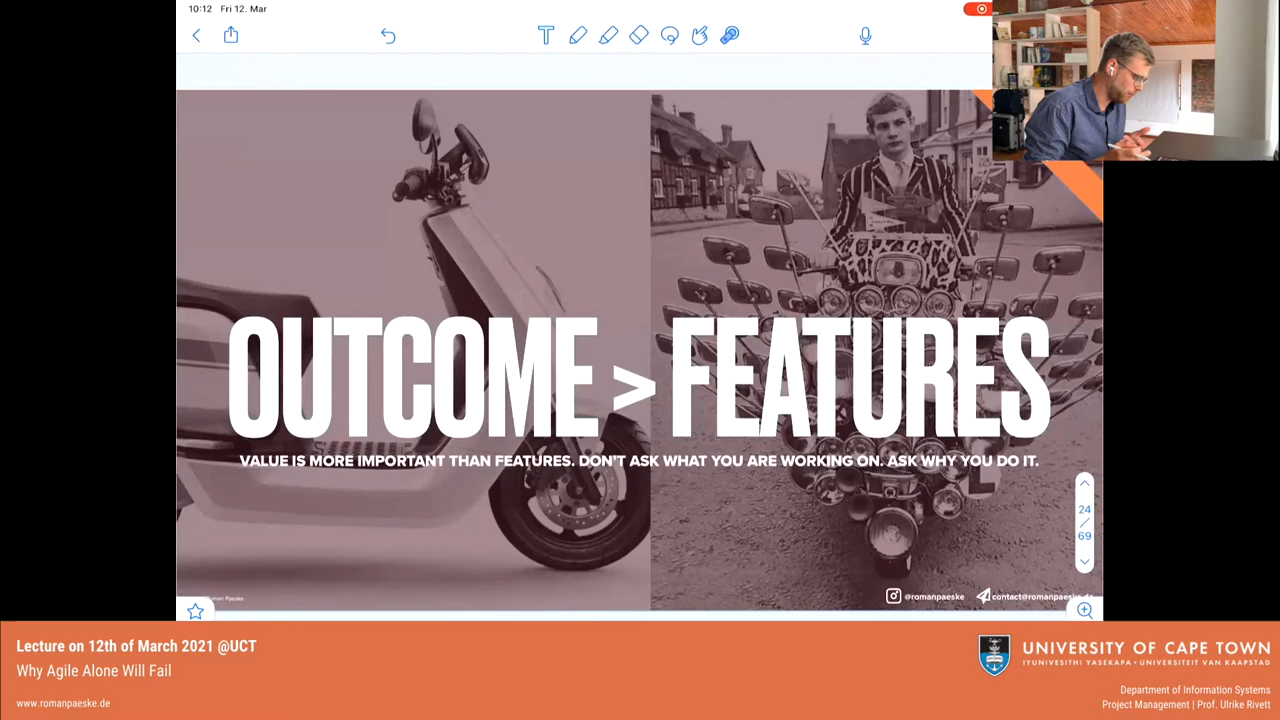 10:12 Fri 12. Mar
OUTCOME > FEATURES
VALUE IS MORE IMPORTANT THAN FEATURES. DON'T ASK WHAT YOU ARE WORKING ON. ASK WHY YOU DO IT.
24
/
69
Roman Paeske
@romanpaeske
contact@romanpaeske.de
Lecture on 12th of March 2021 @UCT
Why Agile Alone Will Fail
www.romanpaeske.de
UNIVERSITY OF CAPE TOWN
IYUNIVESITHI YASEKAPA • UNIVERSITEIT VAN KAAPSTAD
Department of Information Systems
Project Management | Prof. Ulrike Rivett